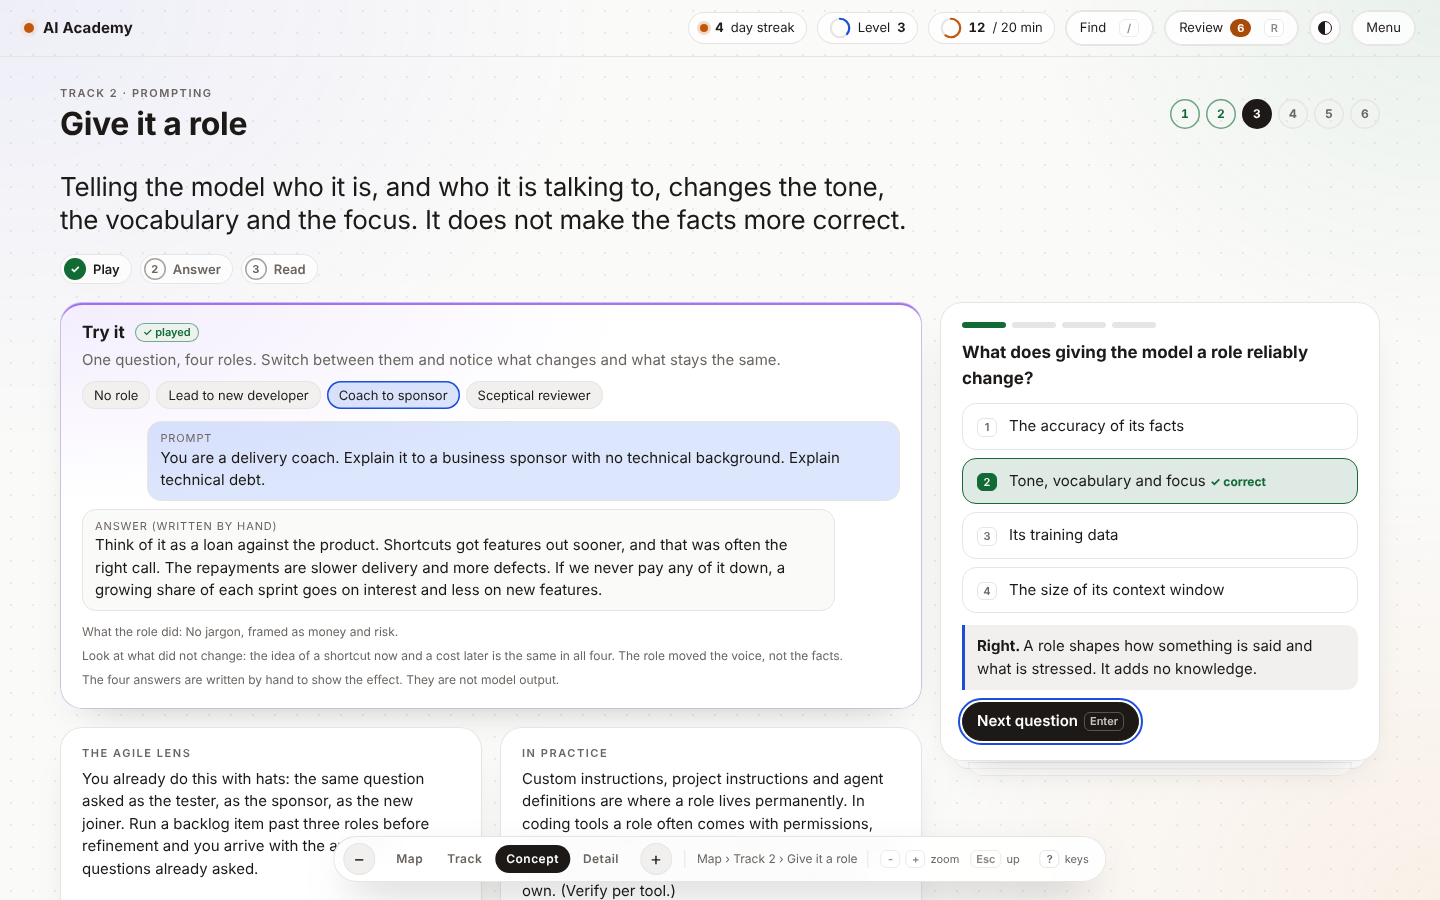 AI Academy
4 day streak
Level 3
12 / 20 min
Find /
Review 6 R
Menu
TRACK 2 · PROMPTING
Give it a role
1 2 3 4 5 6
Telling the model who it is, and who it is talking to, changes the tone,
the vocabulary and the focus. It does not make the facts more correct.
✓ Play
2 Answer
3 Read
Try it ✓ played
One question, four roles. Switch between them and notice what changes and what stays the same.
No role
Lead to new developer
Coach to sponsor
Sceptical reviewer
PROMPT
You are a delivery coach. Explain it to a business sponsor with no technical background. Explain
technical debt.
ANSWER (WRITTEN BY HAND)
Think of it as a loan against the product. Shortcuts got features out sooner, and that was often the
right call. The repayments are slower delivery and more defects. If we never pay any of it down, a
growing share of each sprint goes on interest and less on new features.
What the role did: No jargon, framed as money and risk.
Look at what did not change: the idea of a shortcut now and a cost later is the same in all four. The role moved the voice, not the facts.
The four answers are written by hand to show the effect. They are not model output.
What does giving the model a role reliably
change?
1 The accuracy of its facts
2 Tone, vocabulary and focus ✓ correct
3 Its training data
4 The size of its context window
Right. A role shapes how something is said and
what is stressed. It adds no knowledge.
Next question Enter
THE AGILE LENS
You already do this with hats: the same question
asked as the tester, as the sponsor, as the new
joiner. Run a backlog item past three roles before
refinement and you arrive with the
questions already asked.
IN PRACTICE
Custom instructions, project instructions and agent
definitions are where a role lives permanently. In
coding tools a role often comes with permissions,
own. (Verify per tool.)
− Map Track Concept Detail +
Map › Track 2 › Give it a role
- + zoom Esc up ? keys